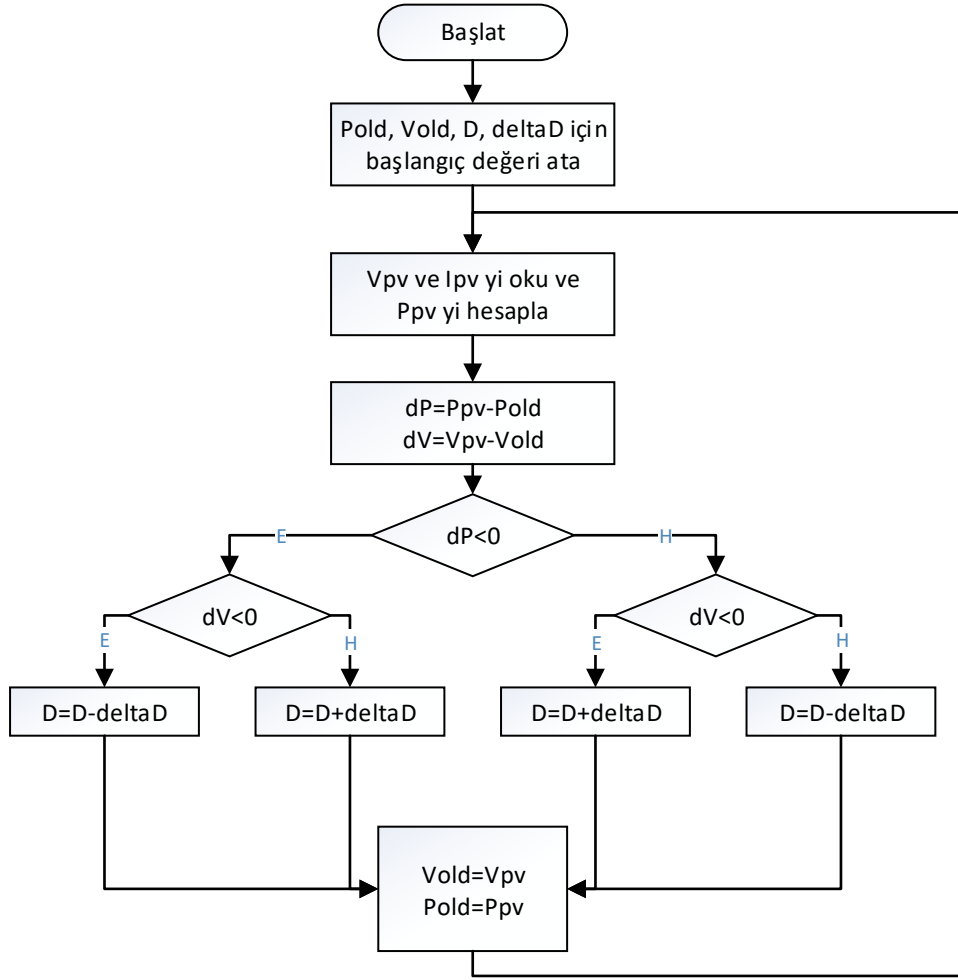 Başlat
Pold, Vold, D, deltaD için
başlangıç değeri ata
Vpv ve Ipv yi oku ve
Ppv yi hesapla
dP=Ppv-Pold
dV=Vpv-Vold
dP<0
E
H
dV<0
dV<0
E
H
E
H
D=D-deltaD
D=D+deltaD
D=D+deltaD
D=D-deltaD
Vold=Vpv
Pold=Ppv